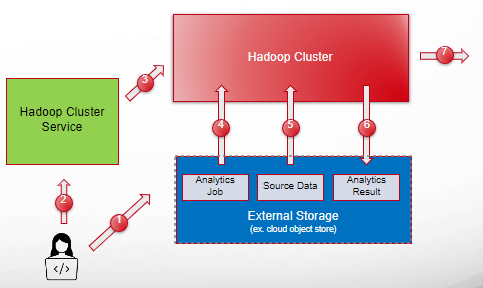 7
Hadoop Cluster
3
Hadoop Cluster
Service
4
5
6
Analytics
Job
Source Data
Analytics
Result
2
1
External Storage
(ex. cloud object store)
</>